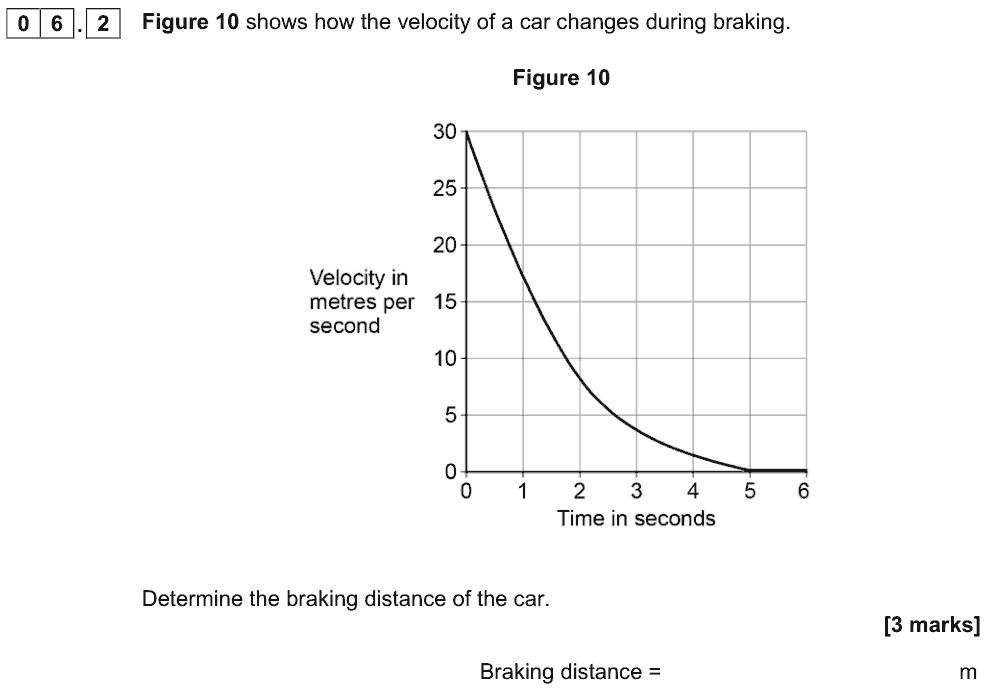 0 6 . 2 Figure 10 shows how the velocity of a car changes during braking.
Figure 10
30
25
20
Velocity in
metres per
second
15
10
5
0
0 1 2 3 4 5 6
Time in seconds
Determine the braking distance of the car.
[3 marks]
Braking distance = m